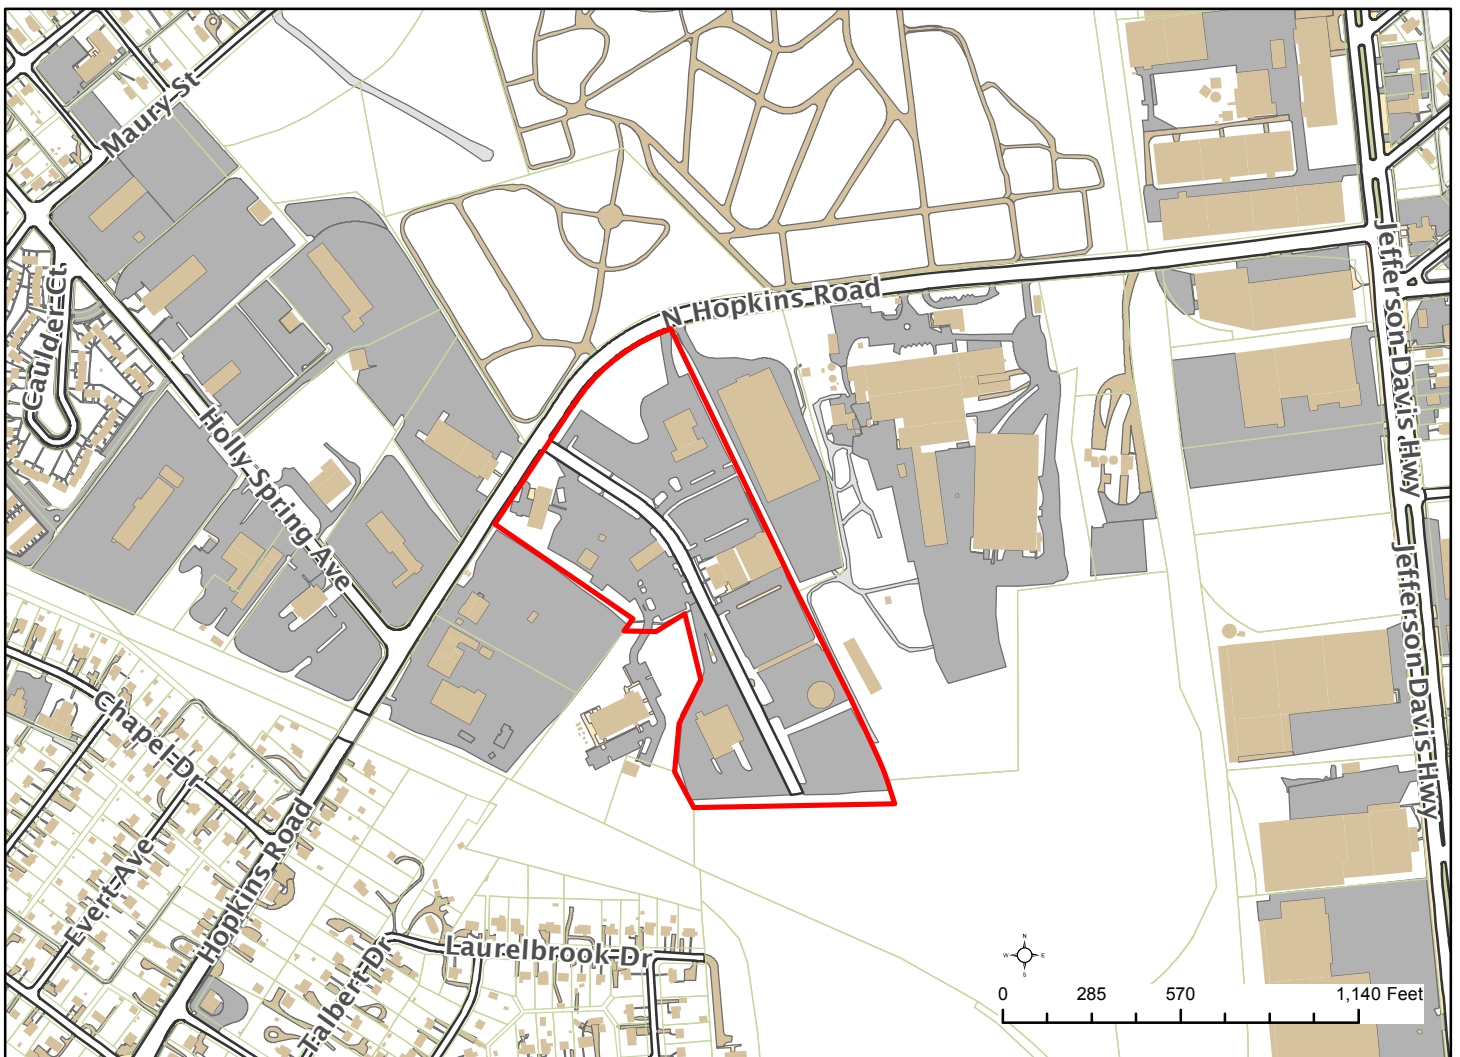 Maury St
N Hopkins Road
Jefferson Davis Hwy
Caulder Ct.
Holly Spring Ave
Jefferson Davis Hwy
Chapel Dr
Evert Ave
Hopkins Road
Talbert Dr
Laurelbrook Dr
N
W E
S
0 285 570 1,140 Feet